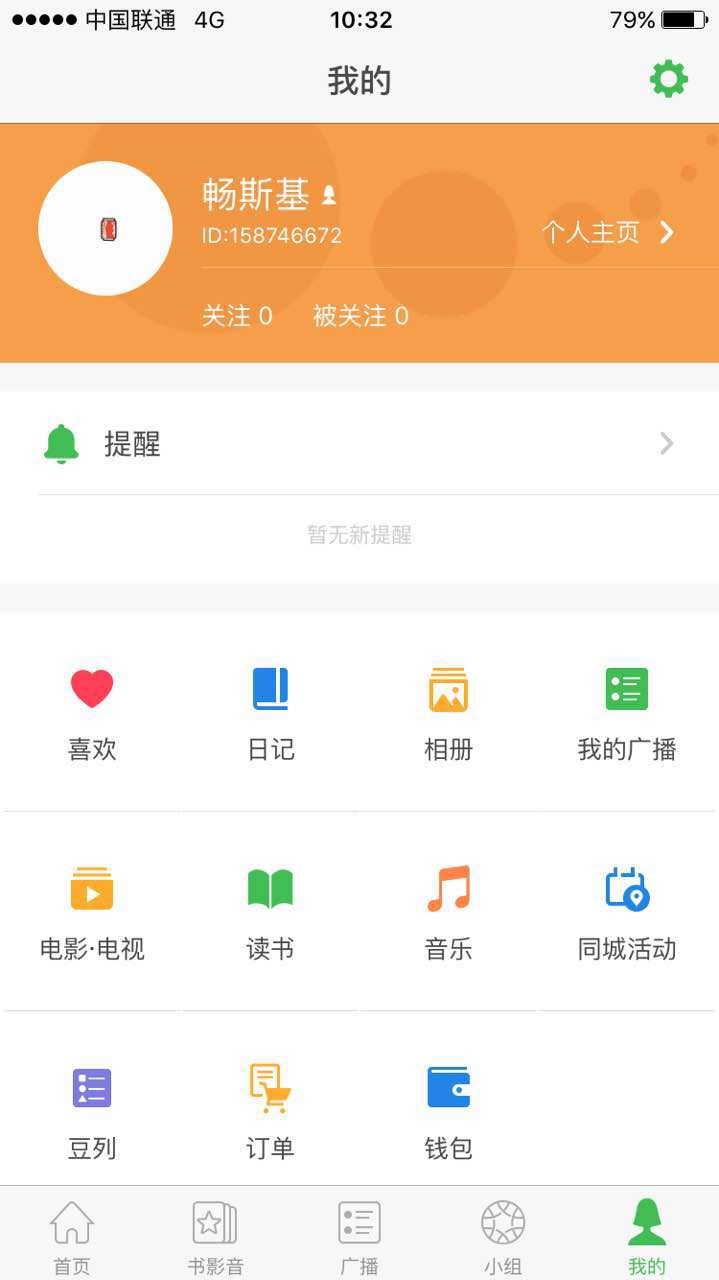 中国联通 4G 10:32 79%
我的
畅斯基
ID:158746672
个人主页
关注 0 被关注 0
提醒
暂无新提醒
喜欢 日记 相册 我的广播
电影·电视 读书 音乐 同城活动
豆列 订单 钱包
首页 书影音 广播 小组 我的